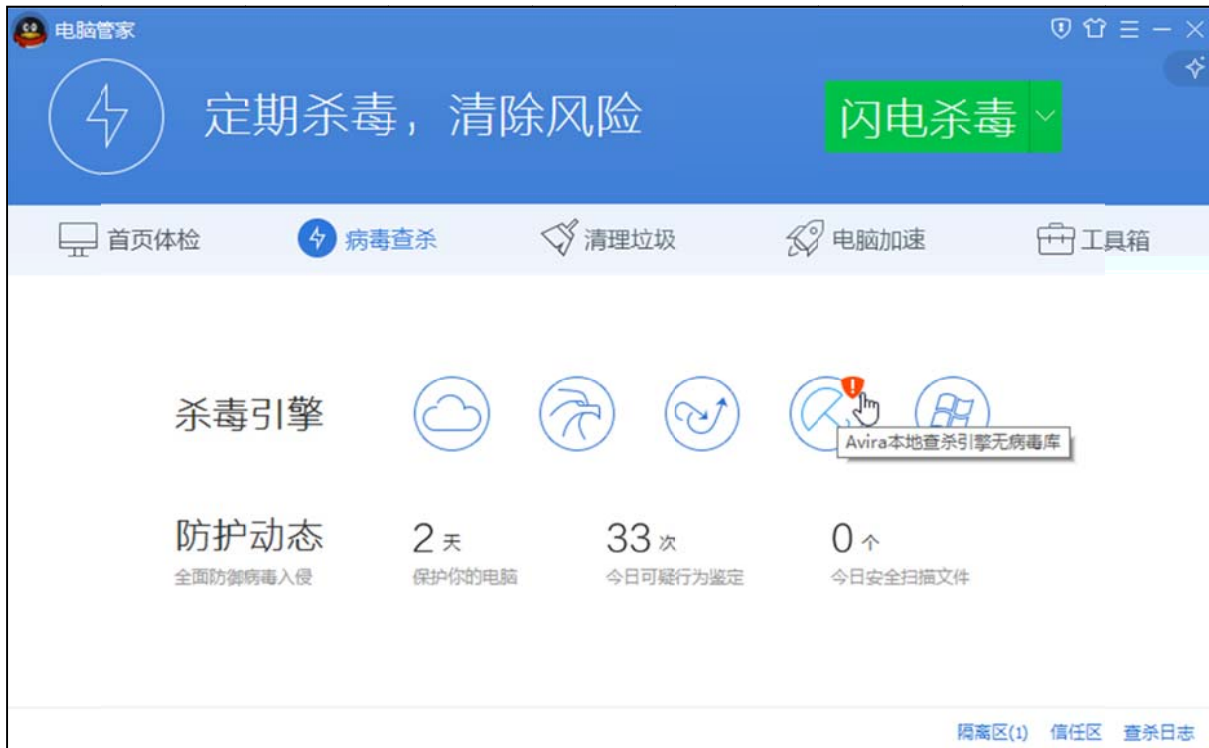 电脑管家
定期杀毒，清除风险
闪电杀毒
首页体检 病毒查杀 清理垃圾 电脑加速 工具箱
杀毒引擎
Avira本地查杀引擎无病毒库
防护动态 2 天 33 次 0 个
全面防御病毒入侵 保护你的电脑 今日可疑行为鉴定 今日安全扫描文件
隔离区(1) 信任区 查杀日志